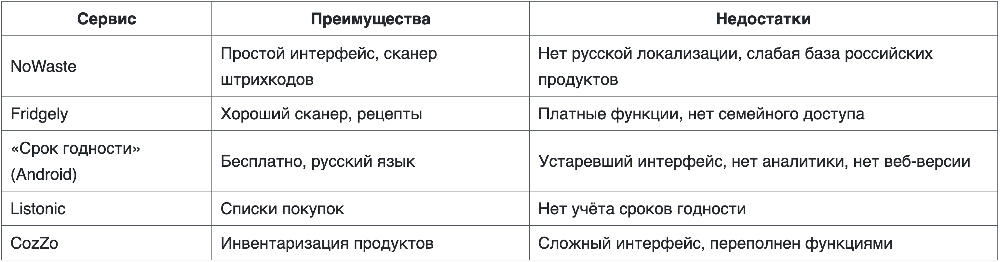 Сервис Преимущества Недостатки
NoWaste
Простой интерфейс, сканер
штрихкодов
Нет русской локализации, слабая база российских
продуктов
Fridgely
Хороший сканер, рецепты
Платные функции, нет семейного доступа
«Срок годности»
(Android)
Бесплатно, русский язык
Устаревший интерфейс, нет аналитики, нет веб-версии
Listonic
Списки покупок
Нет учёта сроков годности
CozZo
Инвентаризация продуктов
Сложный интерфейс, переполнен функциями